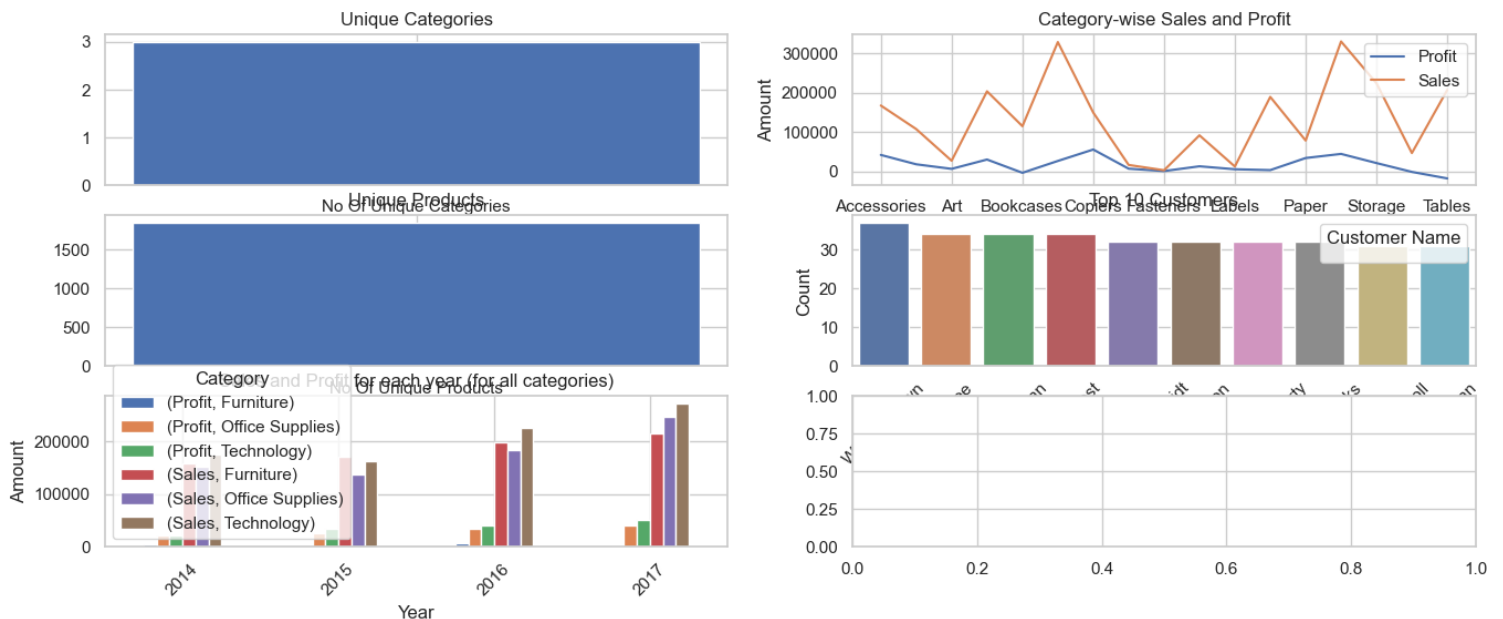 Unique Categories
3
2
1
0
No Of Unique Categories
Category-wise Sales and Profit
Amount
300000
200000
100000
0
Profit
Sales
Accessories Art Bookcases Copiers Fasteners Labels Paper Storage Tables
Unique Products
1500
1000
500
0
No Of Unique Products
Top 10 Customers
Count
30
20
10
0
Customer Name
Sales and Profit for each year (for all categories)
Amount
200000
100000
0
Category
(Profit, Furniture)
(Profit, Office Supplies)
(Profit, Technology)
(Sales, Furniture)
(Sales, Office Supplies)
(Sales, Technology)
2014 2015 2016 2017
Year
1.00
0.75
0.50
0.25
0.00
0.0 0.2 0.4 0.6 0.8 1.0